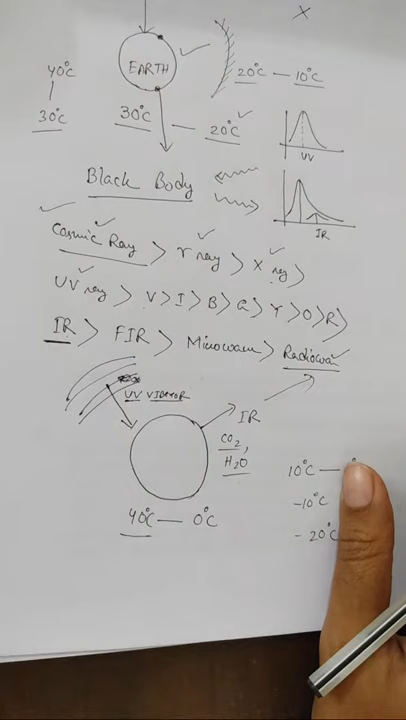 EARTH
40°C
30°C
20°C — 10°C
30°C — 20°C
UV
Black Body
IR
Cosmic Ray > γ ray > X ray >
UV ray > V > I > B > G > Y > O > R >
IR > FIR > Microwave > Radiowave
UV VIBGYOR
IR
CO2,
H2O
40°C — 0°C
10°C —
-10°C
- 20°C